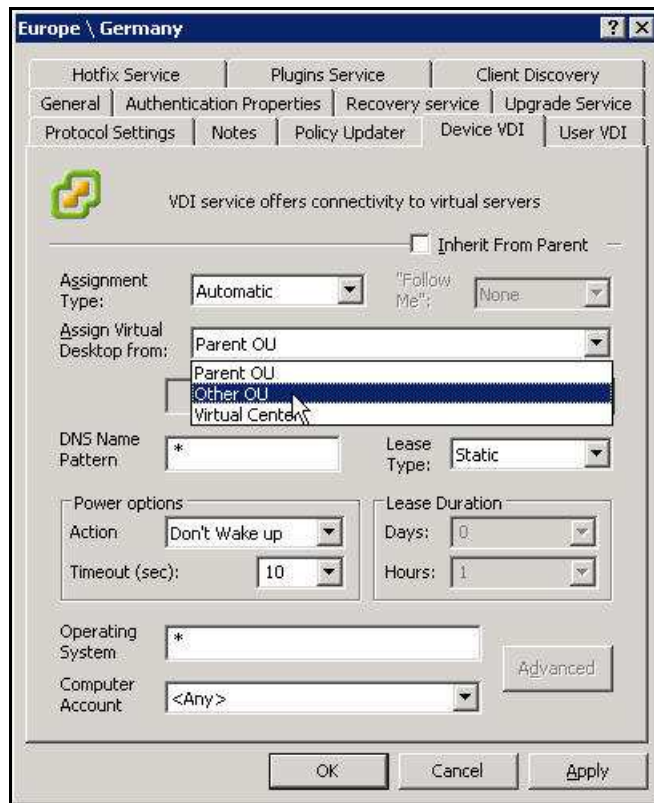 Europe \ Germany
Hotfix Service
Plugins Service
Client Discovery
General
Authentication Properties
Recovery service
Upgrade Service
Protocol Settings
Notes
Policy Updater
Device VDI
User VDI
VDI service offers connectivity to virtual servers
Inherit From Parent
Assignment
Type:
Automatic
"Follow
Me":
None
Assign Virtual
Desktop from:
Parent OU
Parent OU
Other OU
Virtual Center
DNS Name
Pattern
*
Lease
Type:
Static
Power options
Action
Don't Wake up
Timeout (sec):
10
Lease Duration
Days:
0
Hours:
1
Operating
System
*
Advanced
Computer
Account
<Any>
OK
Cancel
Apply